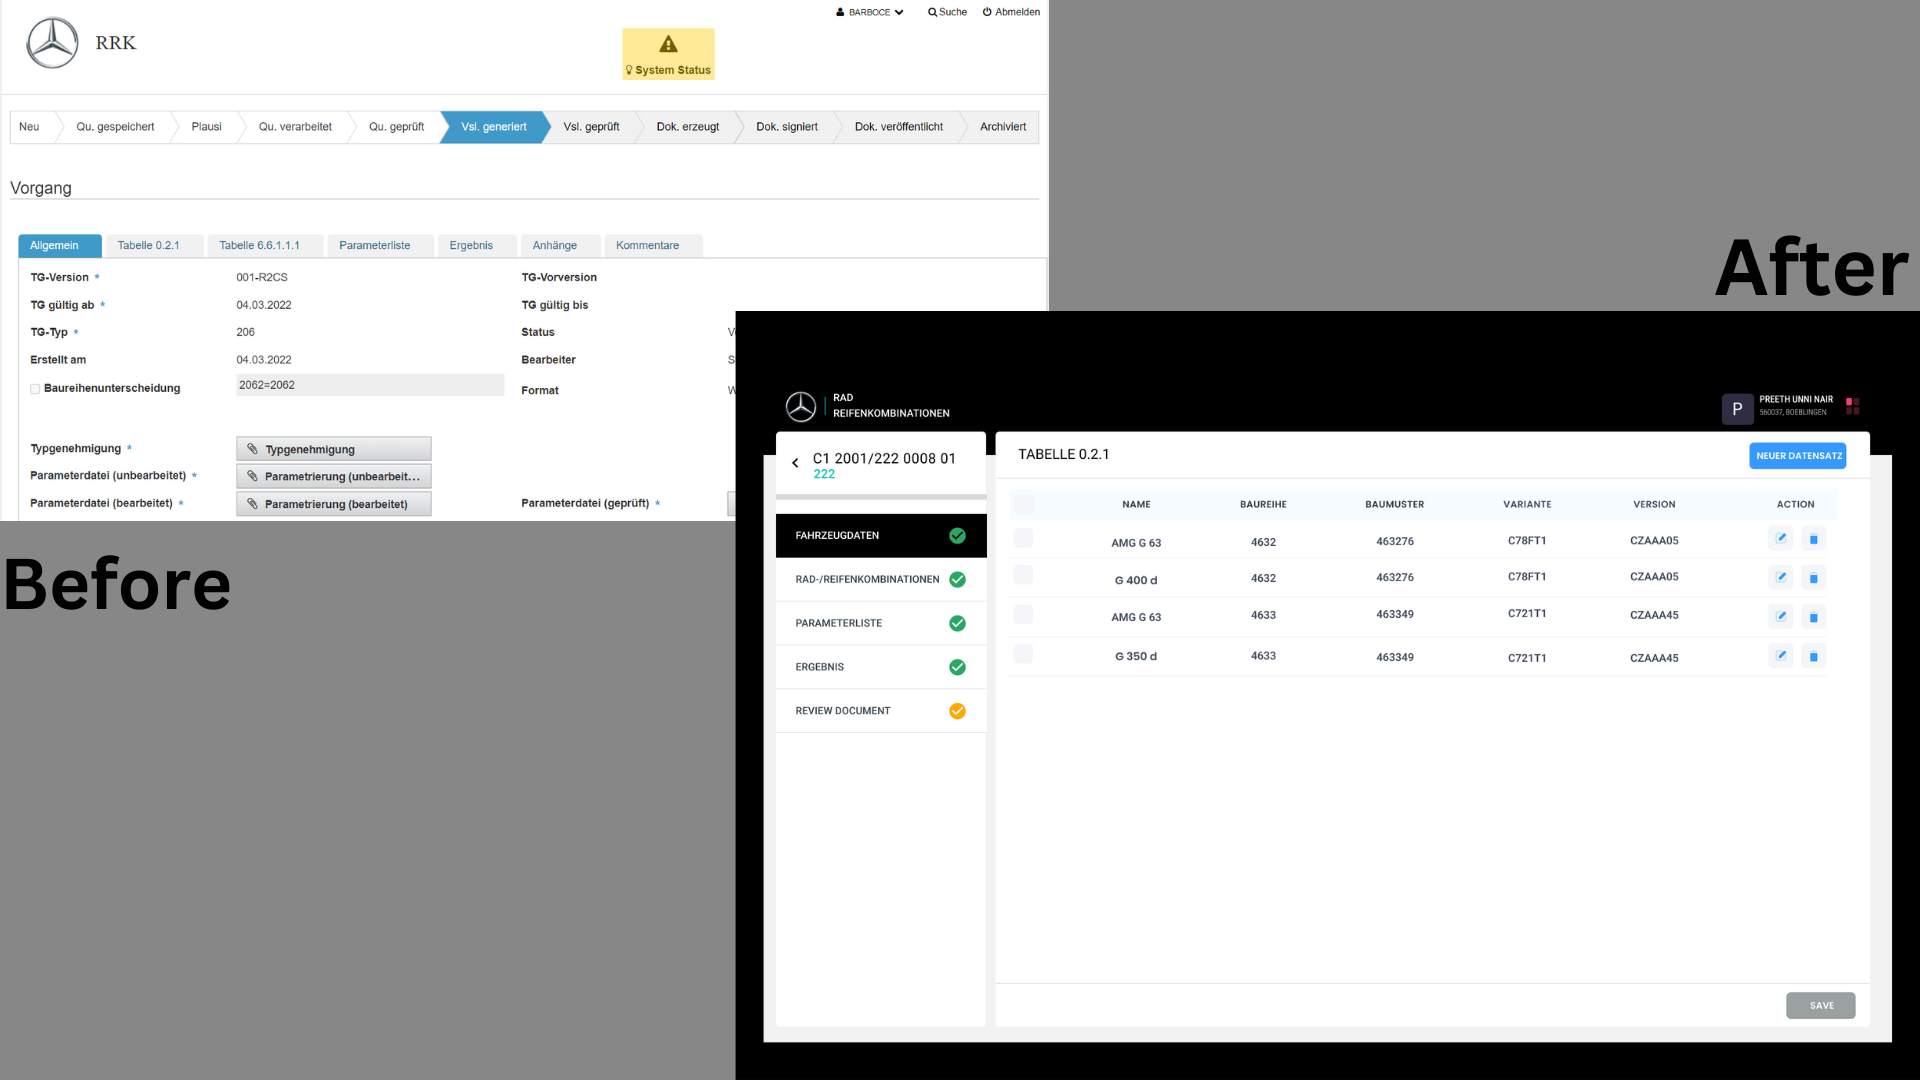 BARBOCE Suche Abmelden
RRK
System Status
Neu Qu. gespeichert Plausi Qu. verarbeitet Qu. geprüft Vsl. generiert Vsl. geprüft Dok. erzeugt Dok. signiert Dok. veröffentlicht Archiviert
Vorgang
Allgemein Tabelle 0.2.1 Tabelle 6.6.1.1.1 Parameterliste Ergebnis Anhänge Kommentare
TG-Version * 001-R2CS TG-Vorversion
TG gültig ab * 04.03.2022 TG gültig bis
TG-Typ * 206 Status
Erstellt am 04.03.2022 Bearbeiter
Baureihenunterscheidung 2062=2062 Format
Typgenehmigung * Typgenehmigung
Parameterdatei (unbearbeitet) * Parametrierung (unbearbeit...
Parameterdatei (bearbeitet) * Parametrierung (bearbeitet) Parameterdatei (geprüft) *
Before
After
RAD
REIFENKOMBINATIONEN
P
PREETH UNNI NAIR
560037, BOEBLINGEN
C1 2001/222 0008 01
222
FAHRZEUGDATEN
RAD-/REIFENKOMBINATIONEN
PARAMETERLISTE
ERGEBNIS
REVIEW DOCUMENT
TABELLE 0.2.1
NEUER DATENSATZ
NAME BAUREIHE BAUMUSTER VARIANTE VERSION ACTION
AMG G 63 4632 463276 C78FT1 CZAAA05
G 400 d 4632 463276 C78FT1 CZAAA05
AMG G 63 4633 463349 C721T1 CZAAA45
G 350 d 4633 463349 C721T1 CZAAA45
SAVE